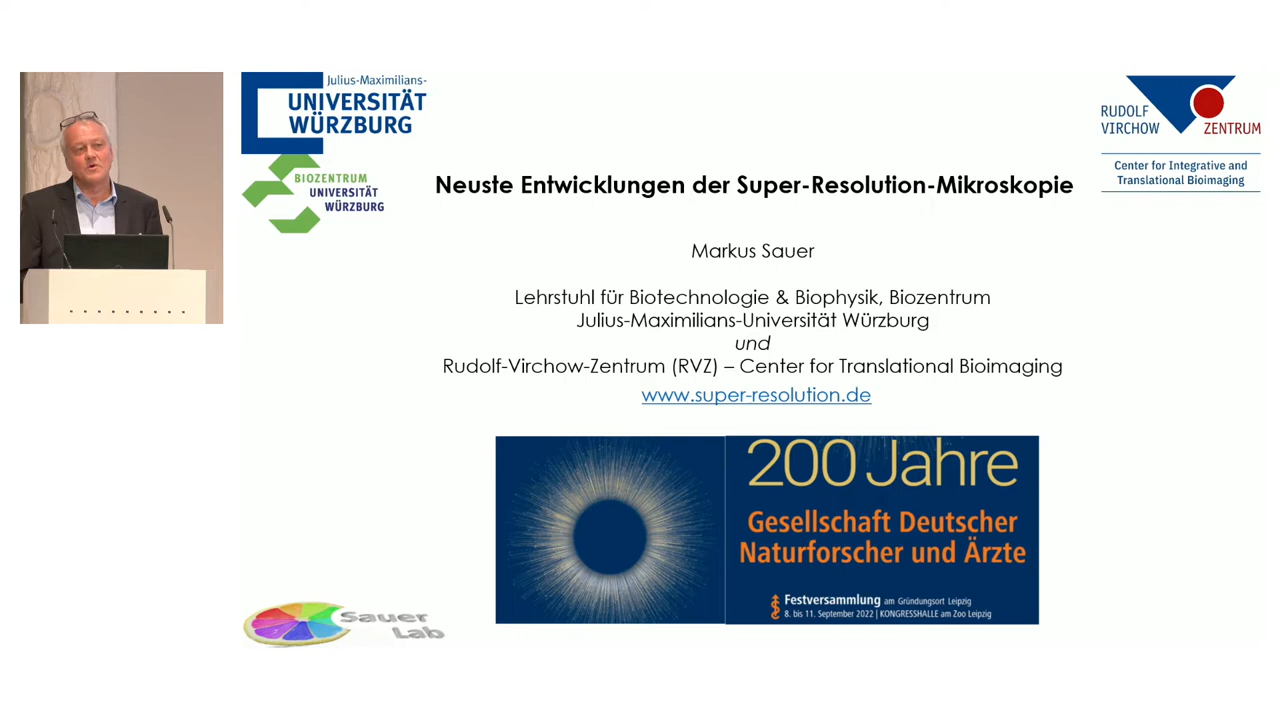 Julius-Maximilians-
UNIVERSITÄT
WÜRZBURG
BIOZENTRUM
UNIVERSITÄT
WÜRZBURG
RUDOLF
VIRCHOW
ZENTRUM
Center for Integrative and
Translational Bioimaging
Neuste Entwicklungen der Super-Resolution-Mikroskopie
Markus Sauer
Lehrstuhl für Biotechnologie & Biophysik, Biozentrum
Julius-Maximilians-Universität Würzburg
und
Rudolf-Virchow-Zentrum (RVZ) – Center for Translational Bioimaging
www.super-resolution.de
200 Jahre
Gesellschaft Deutscher
Naturforscher und Ärzte
Festversammlung am Gründungsort Leipzig
8. bis 11. September 2022 | KONGRESSHALLE am Zoo Leipzig
Sauer
Lab